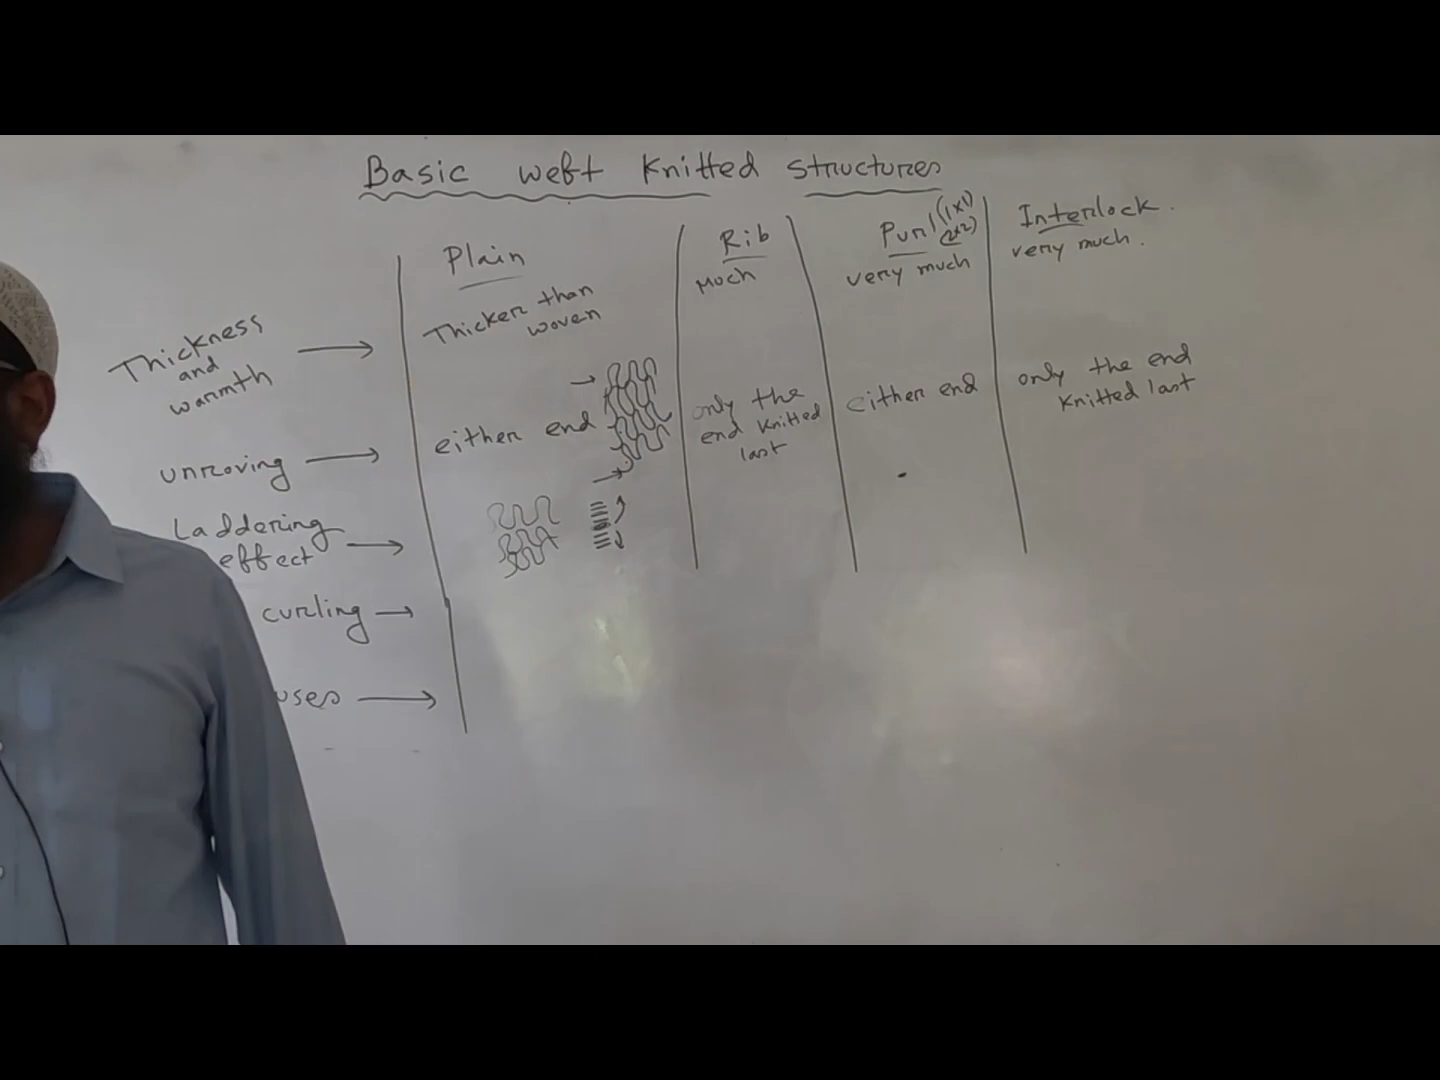 Basic weft knitted structures
Plain
Rib
Purl (1x1)
(2x2)
Interlock.
Thickness
and
warmth
Thicker than
woven
Much
very much
very much.
unroving
either end
only the
end knitted
last
either end
only the end
knitted last
Laddering
effect
curling
uses